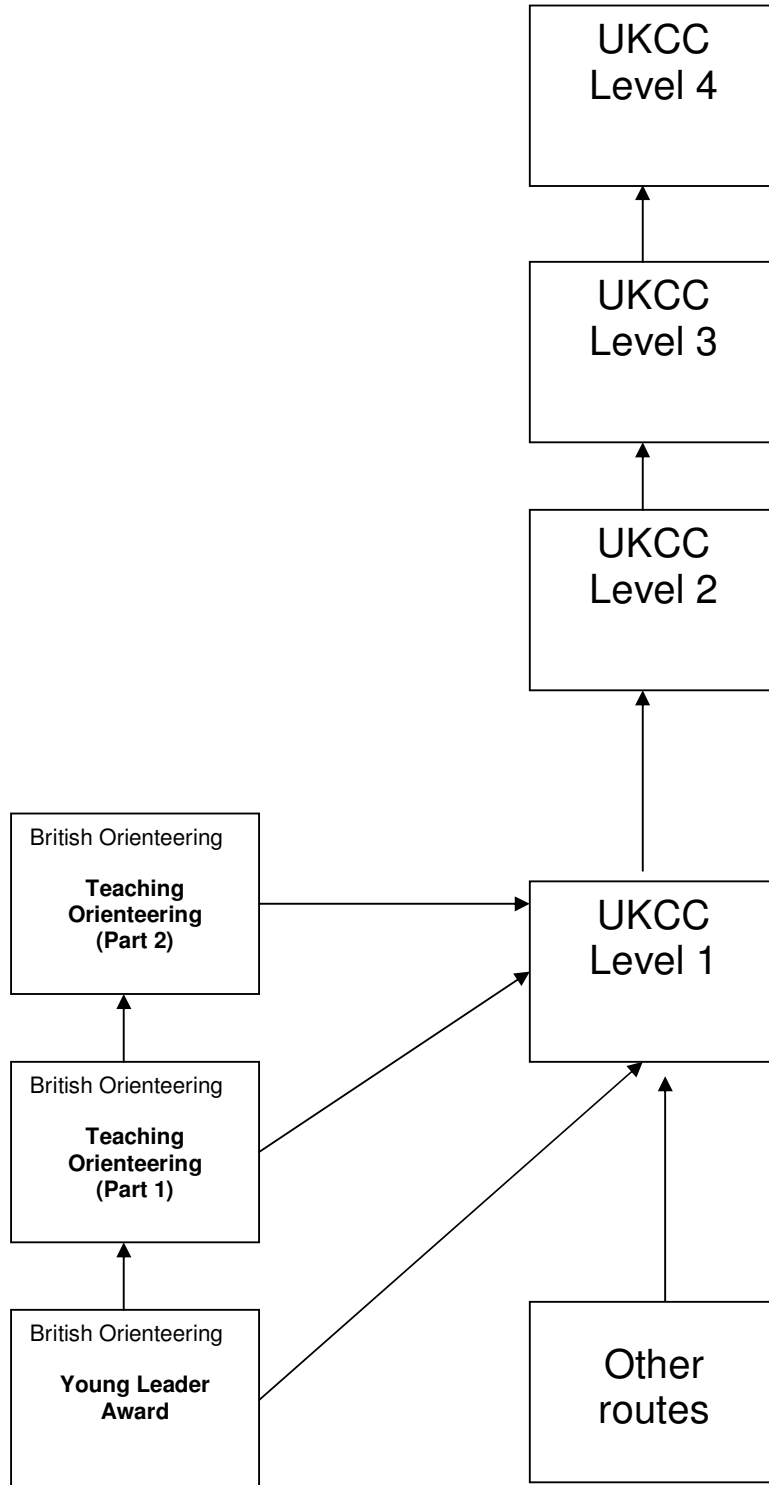 UKCC
Level 4
UKCC
Level 3
UKCC
Level 2
British Orienteering
Teaching
Orienteering
(Part 2)
UKCC
Level 1
British Orienteering
Teaching
Orienteering
(Part 1)
British Orienteering
Young Leader
Award
Other
routes